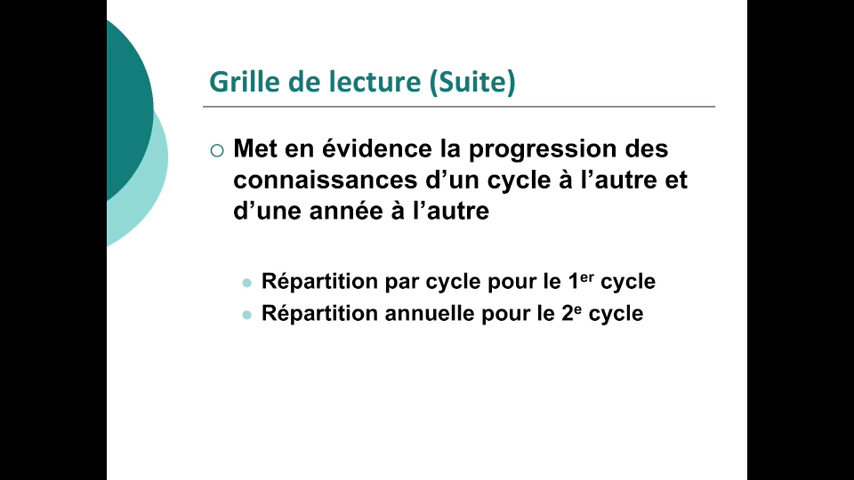 Grille de lecture (Suite)
Met en évidence la progression des
connaissances d’un cycle à l’autre et
d’une année à l’autre
Répartition par cycle pour le 1er cycle
Répartition annuelle pour le 2e cycle